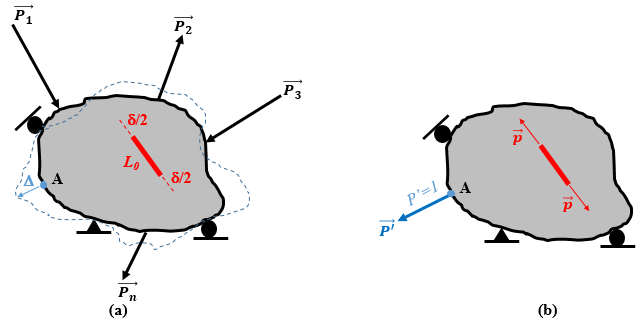 P₁
P₂
P₃
δ/2
L₀
δ/2
Δ
A
Pₙ
(a)
p
A
P'=1
p
P'
(b)